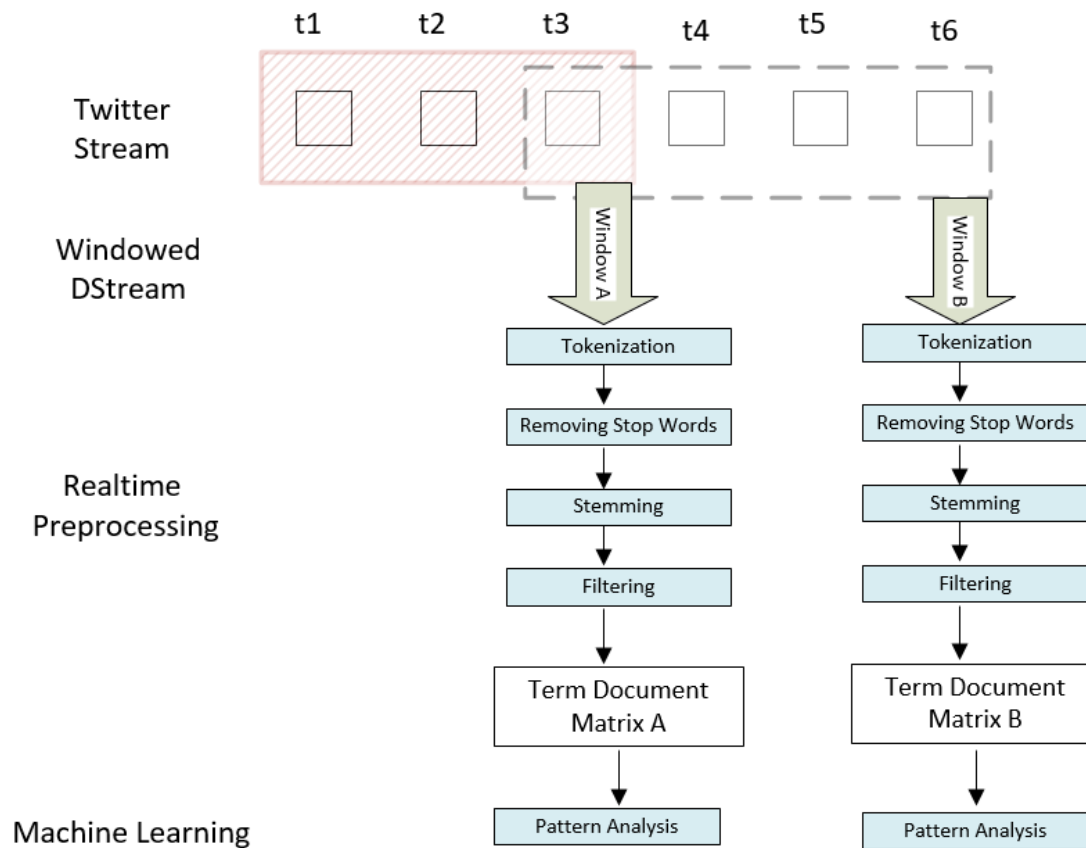 t1 t2 t3 t4 t5 t6
Twitter
Stream
Windowed
DStream
Window A
Window B
Tokenization
Tokenization
Removing Stop Words
Removing Stop Words
Realtime
Preprocessing
Stemming
Stemming
Filtering
Filtering
Term Document
Matrix A
Term Document
Matrix B
Machine Learning
Pattern Analysis
Pattern Analysis